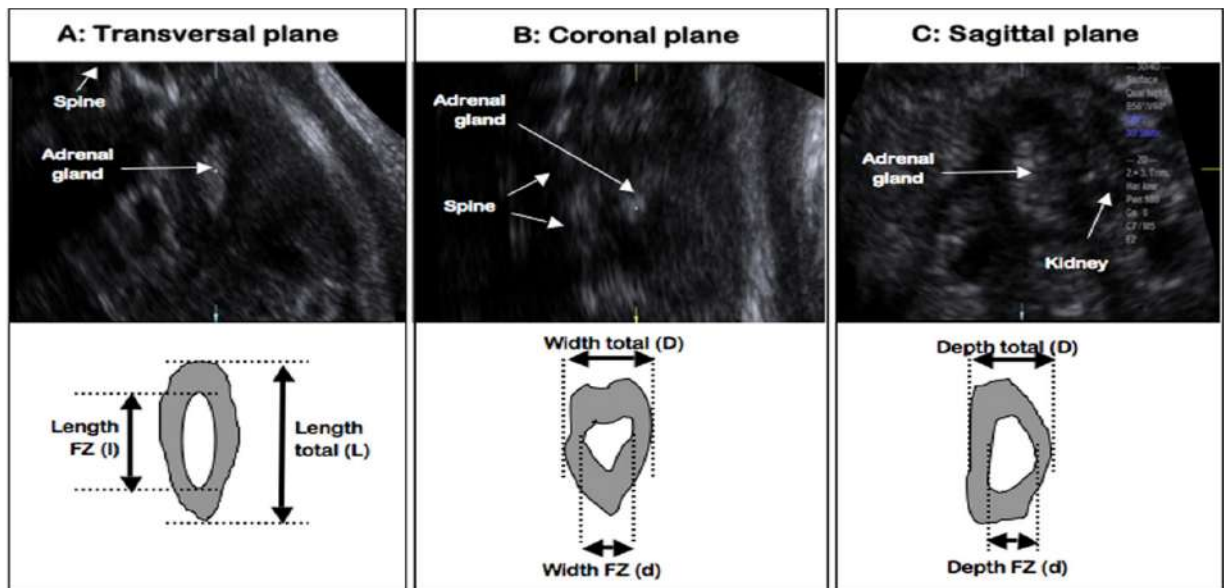 A: Transversal plane
Spine
Adrenal
gland
Length
FZ (l)
Length
total (L)
B: Coronal plane
Adrenal
gland
Spine
Width total (D)
Width FZ (d)
C: Sagittal plane
Adrenal
gland
Kidney
Depth total (D)
Depth FZ (d)